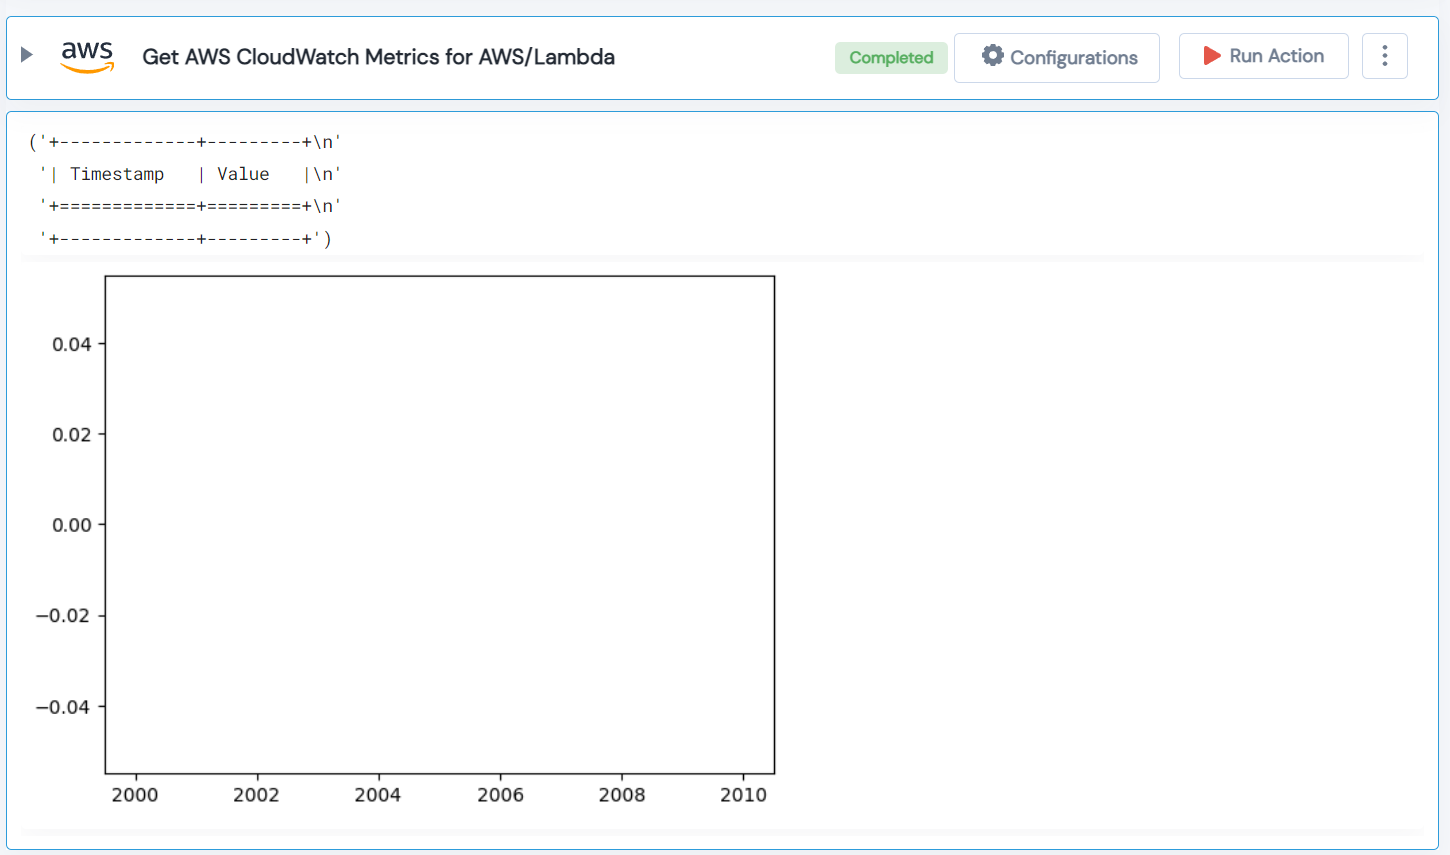 aws Get AWS CloudWatch Metrics for AWS/Lambda Completed Configurations Run Action
('+-------------+---------+\n'
'| Timestamp   | Value   |\n'
'+=============+=========+\n'
'+-------------+---------+')
0.04
0.02
0.00
−0.02
−0.04
2000 2002 2004 2006 2008 2010